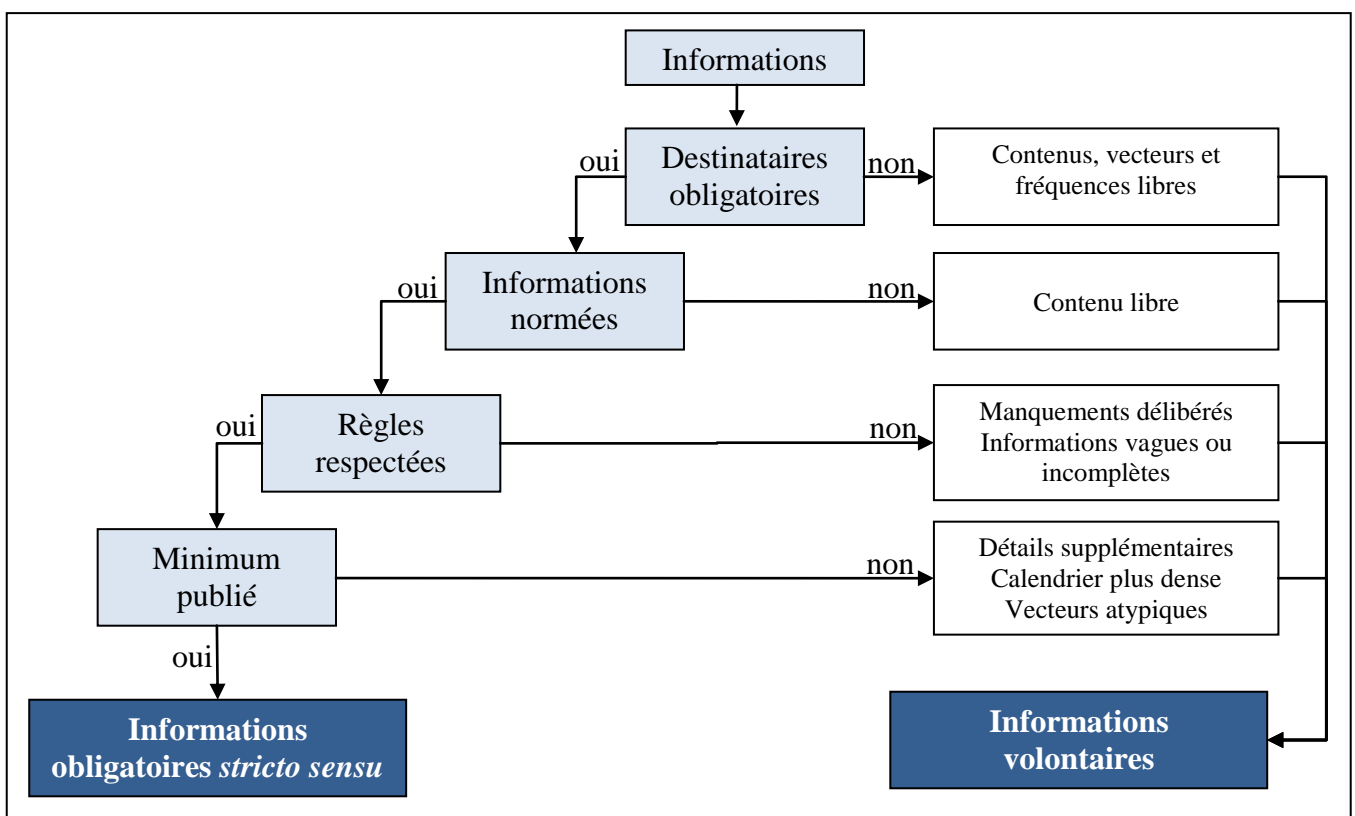 Informations
oui
Destinataires
obligatoires
non
Contenus, vecteurs et
fréquences libres
oui
Informations
normées
non
Contenu libre
oui
Règles
respectées
non
Manquements délibérés
Informations vagues ou
incomplètes
Minimum
publié
non
Détails supplémentaires
Calendrier plus dense
Vecteurs atypiques
oui
Informations
obligatoires stricto sensu
Informations
volontaires